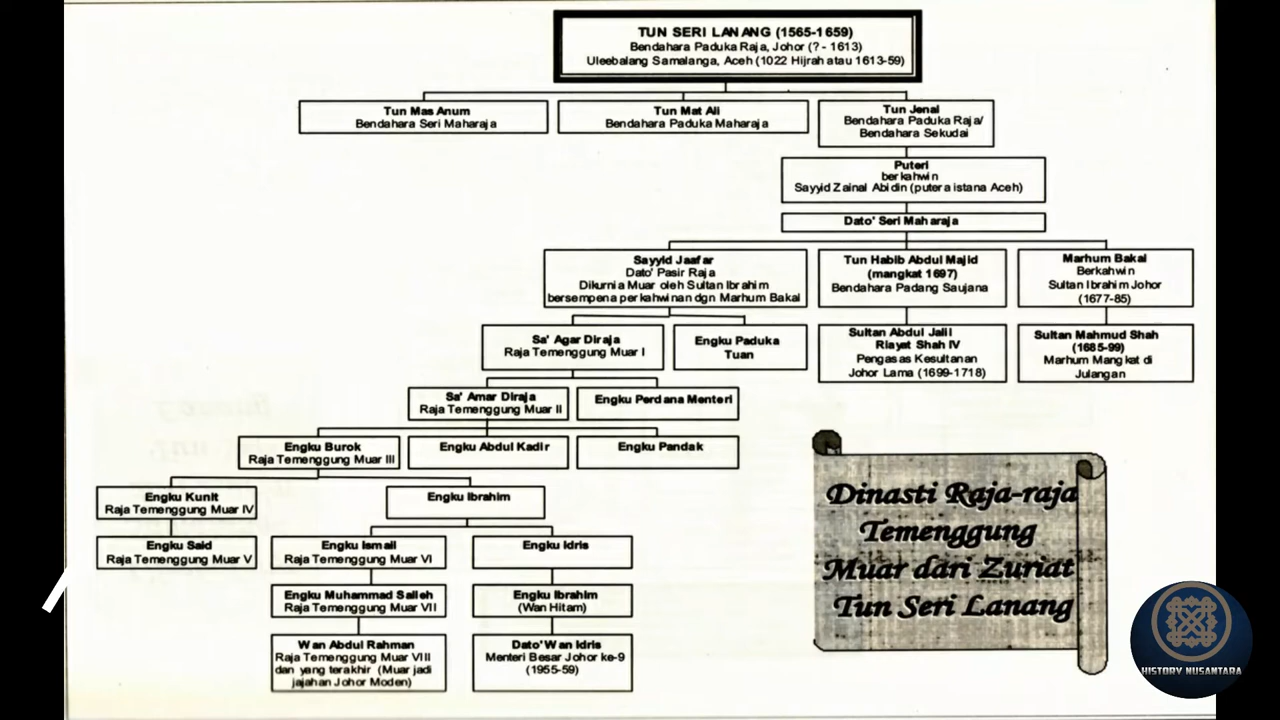 TUN SERI LANANG (1565-1659)
Bendahara Paduka Raja, Johor (? - 1613)
Uleebalang Samalanga, Aceh (1022 Hijrah atau 1613-59)
Tun Mas Anum
Bendahara Seri Maharaja
Tun Mat Ali
Bendahara Paduka Maharaja
Tun Jenal
Bendahara Paduka Raja/
Bendahara Sekudai
Puteri
berkahwin
Sayyid Zainal Abidin (putera istana Aceh)
Dato' Seri Maharaja
Sayyid Jaafar
Dato' Pasir Raja
Dikurnia Muar oleh Sultan Ibrahim
bersempena perkahwinan dgn Marhum Bakal
Tun Habib Abdul Majid
(mangkat 1697)
Bendahara Padang Saujana
Marhum Bakal
Berkahwin
Sultan Ibrahim Johor
(1677-85)
Sa' Agar Diraja
Raja Temenggung Muar I
Engku Paduka
Tuan
Sultan Abdul Jalil
Riayat Shah IV
Pengasas Kesultanan
Johor Lama (1699-1718)
Sultan Mahmud Shah
(1685-99)
Marhum Mangkat di
Julangan
Sa' Amar Diraja
Raja Temenggung Muar II
Engku Perdana Menteri
Engku Burok
Raja Temenggung Muar III
Engku Abdul Kadir
Engku Pandak
Engku Kunit
Raja Temenggung Muar IV
Engku Ibrahim
Engku Said
Raja Temenggung Muar V
Engku Ismail
Raja Temenggung Muar VI
Engku Idris
Engku Muhammad Salleh
Raja Temenggung Muar VII
Engku Ibrahim
(Wan Hitam)
Wan Abdul Rahman
Raja Temenggung Muar VIII
dan yang terakhir (Muar jadi
jajahan Johor Moden)
Dato' Wan Idris
Menteri Besar Johor ke-9
(1955-59)
Dinasti Raja-raja
Temenggung
Muar dari Zuriat
Tun Seri Lanang
HISTORY NUSANTARA